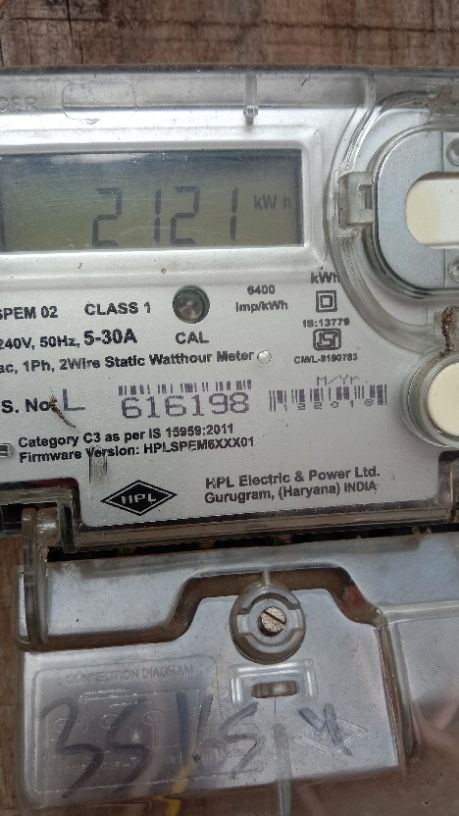 2121 kWh
kWh
6400
imp/kWh
SPEM 02 CLASS 1
IS:13779
240V, 50Hz, 5-30A CAL
CM/L-9190783
ac, 1Ph, 2Wire Static Watthour Meter
M/Yr.
S. No. L 616198 122018
Category C3 as per IS 15959:2011
Firmware Version: HPLSPEM6XXX01
HPL
HPL Electric & Power Ltd.
Gurugram, (Haryana) INDIA
CONNECTION DIAGRAM